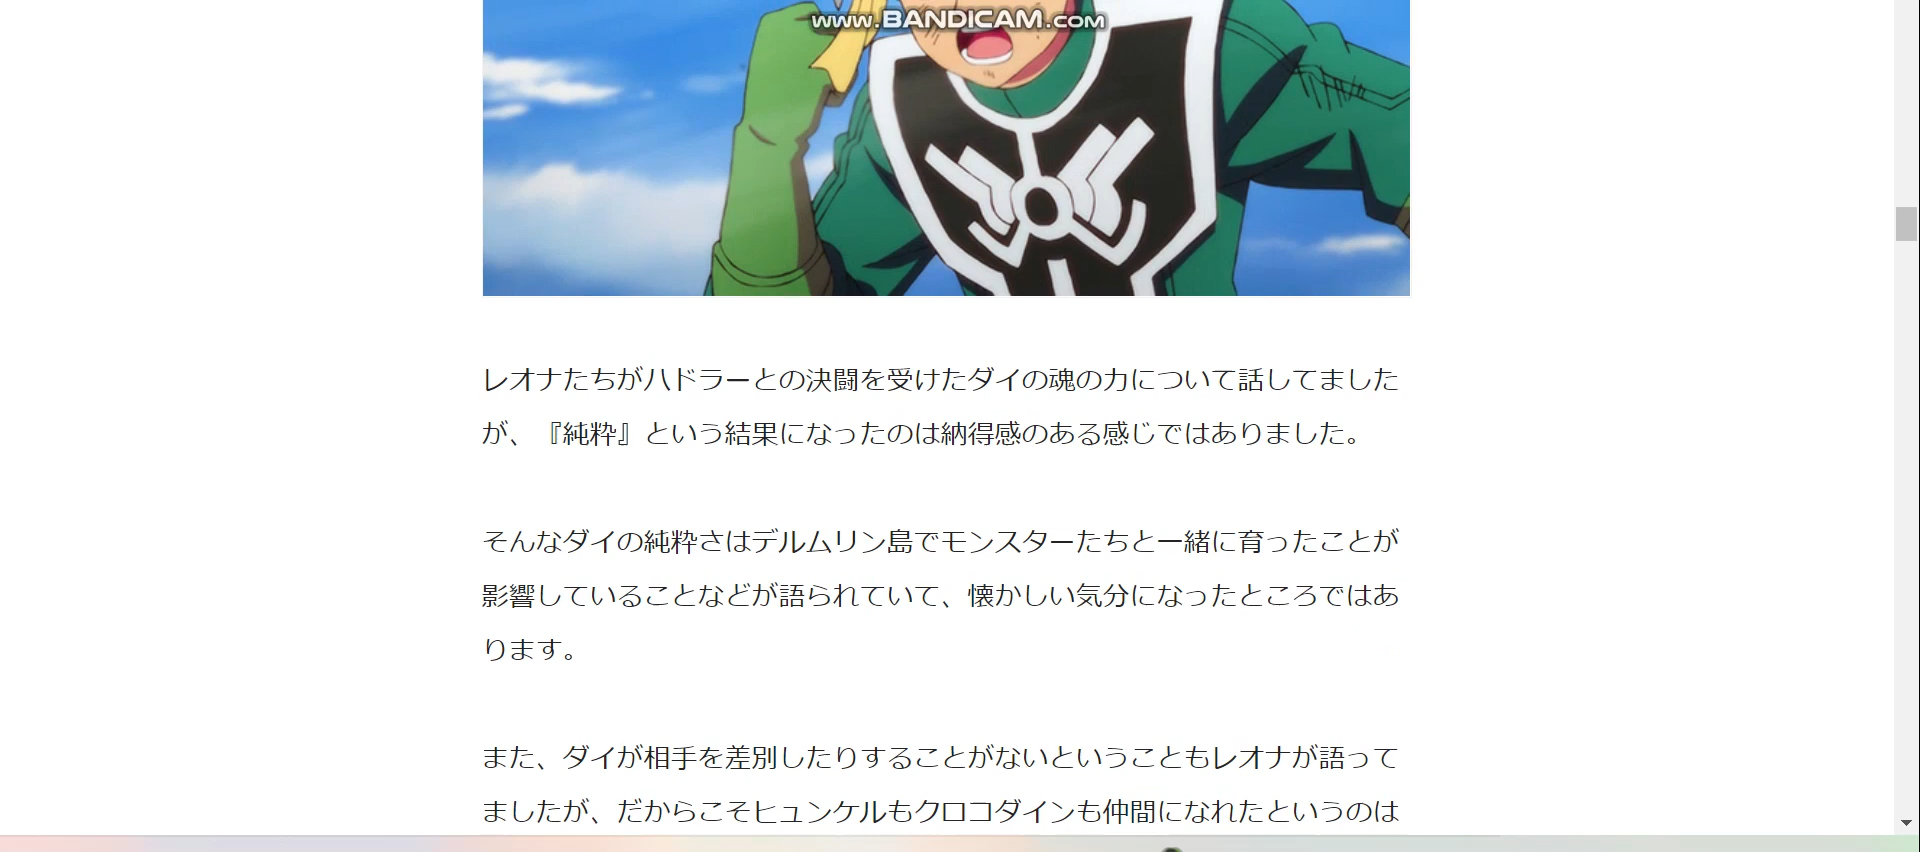 www.BANDICAM.com
レオナたちがハドラーとの決闘を受けたダイの魂の力について話してました
が、『純粋』という結果になったのは納得感のある感じではありました。
そんなダイの純粋さはデルムリン島でモンスターたちと一緒に育ったことが
影響していることなどが語られていて、懐かしい気分になったところではあ
ります。
また、ダイが相手を差別したりすることがないということもレオナが語って
ましたが、だからこそヒュンケルもクロコダインも仲間になれたというのは